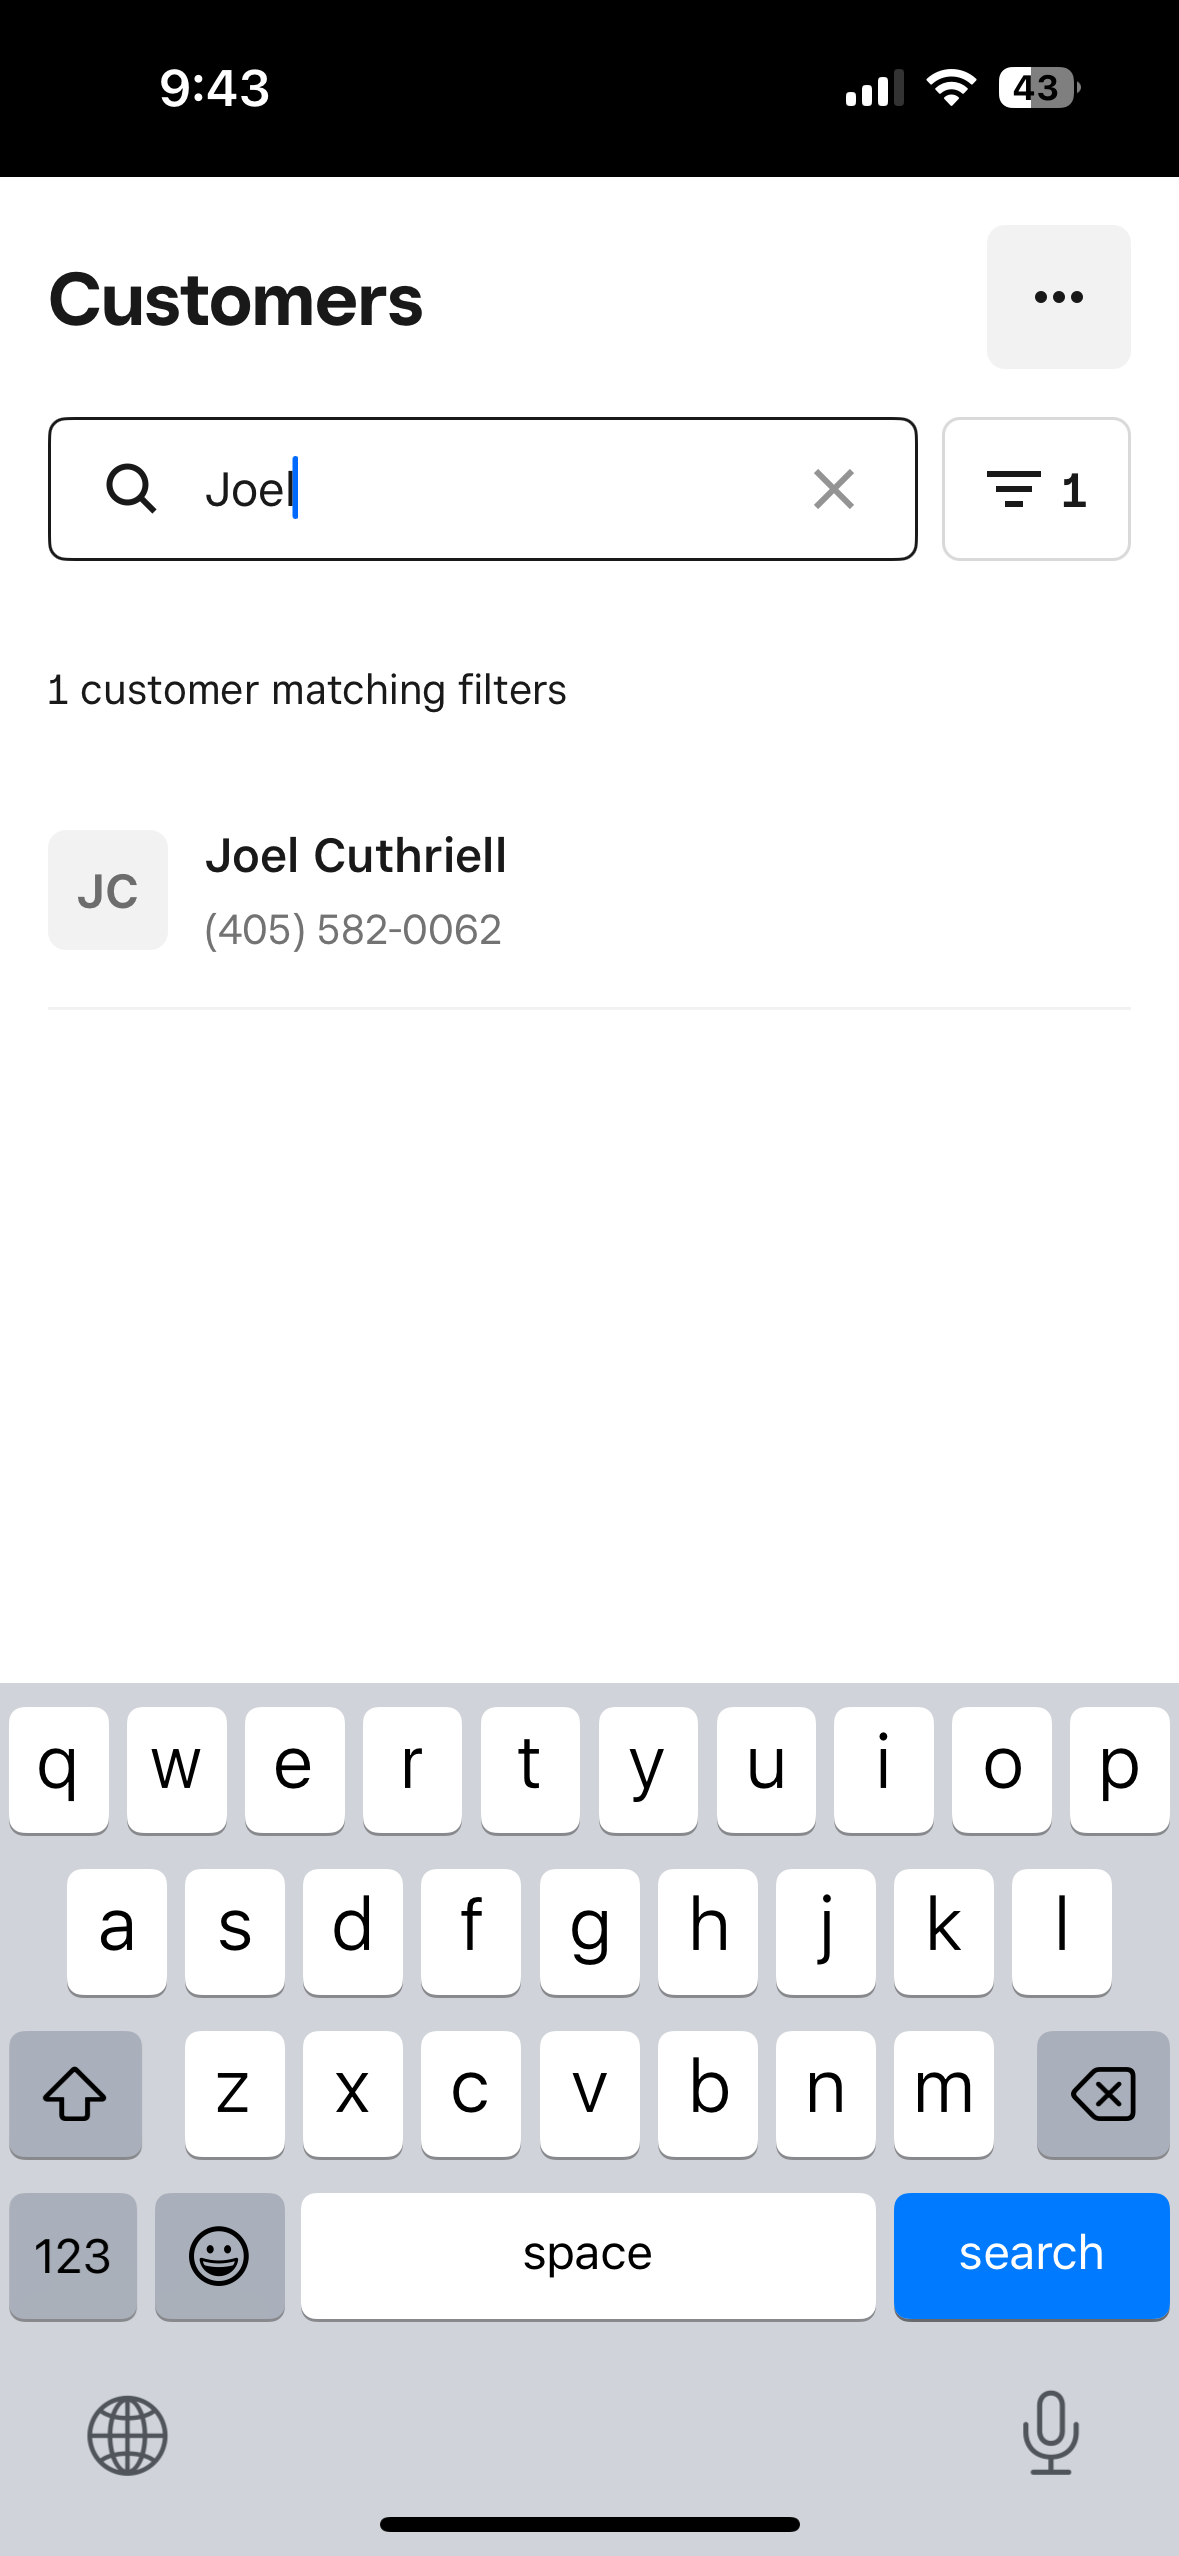 9:43
43
Customers
Joel
1
1 customer matching filters
JC
Joel Cuthriell
(405) 582-0062
q w e r t y u i o p
a s d f g h j k l
z x c v b n m
123 space search